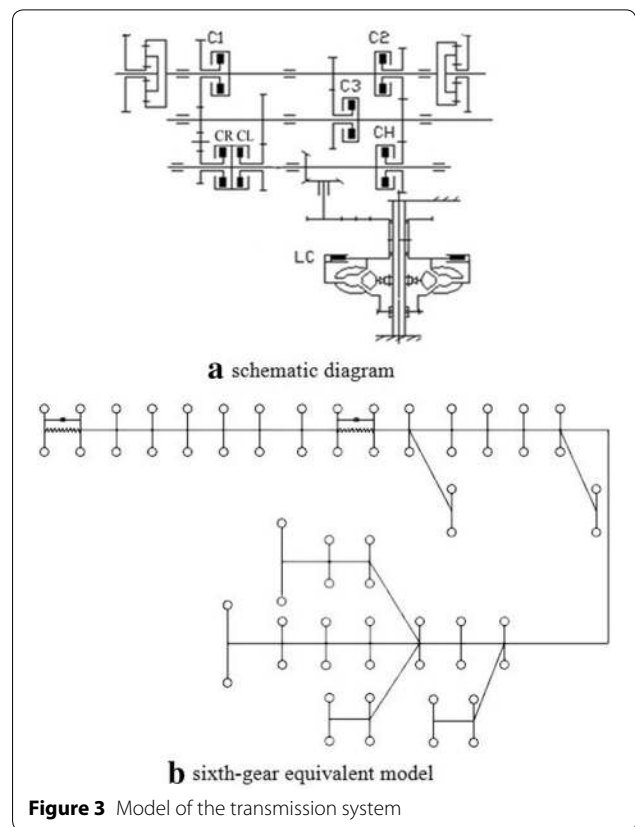 C1
C2
C3
CR CL
CH
LC
a schematic diagram
b sixth-gear equivalent model
Figure 3 Model of the transmission system